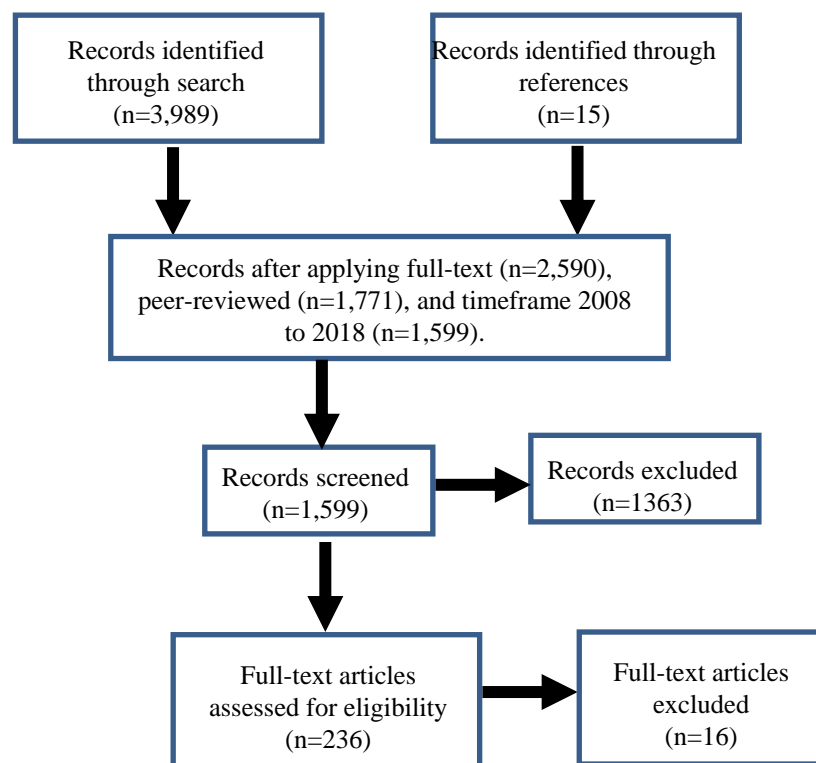 Records identified
through search
(n=3,989)
Records identified through
references
(n=15)
Records after applying full-text (n=2,590),
peer-reviewed (n=1,771), and timeframe 2008
to 2018 (n=1,599).
Records screened
(n=1,599)
Records excluded
(n=1363)
Full-text articles
assessed for eligibility
(n=236)
Full-text articles
excluded
(n=16)